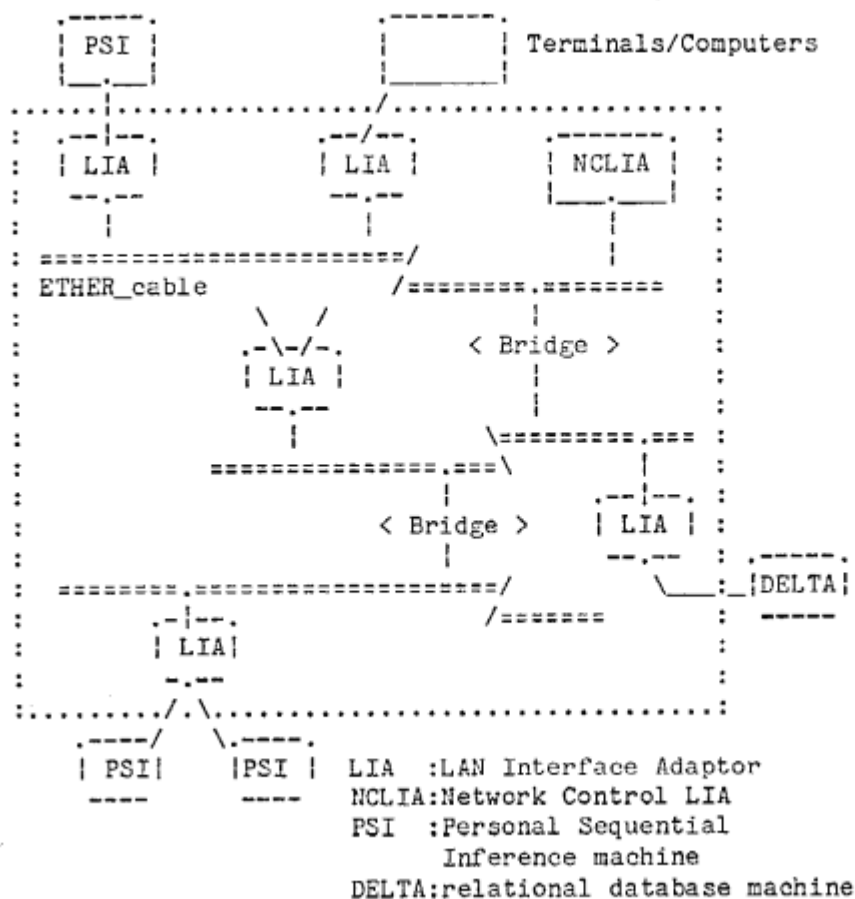 PSI
Terminals/Computers
LIA LIA NCLIA
ETHER_cable
< Bridge >
LIA
< Bridge > LIA
DELTA
LIA
PSI PSI
LIA :LAN Interface Adaptor
NCLIA:Network Control LIA
PSI :Personal Sequential
Inference machine
DELTA:relational database machine